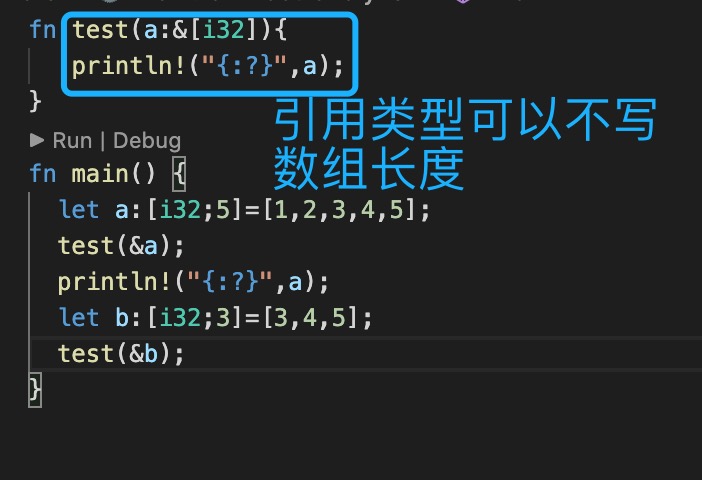 fn test(a:&[i32]){
println!("{:?}",a);
}
引用类型可以不写
数组长度
▶ Run | Debug
fn main() {
let a:[i32;5]=[1,2,3,4,5];
test(&a);
println!("{:?}",a);
let b:[i32;3]=[3,4,5];
test(&b);
}